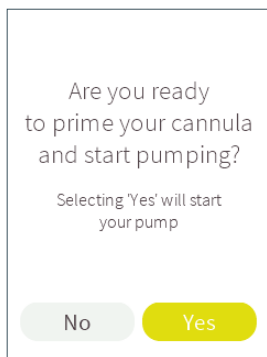 Are you ready
to prime your cannula
and start pumping?
Selecting 'Yes' will start
your pump
No
Yes